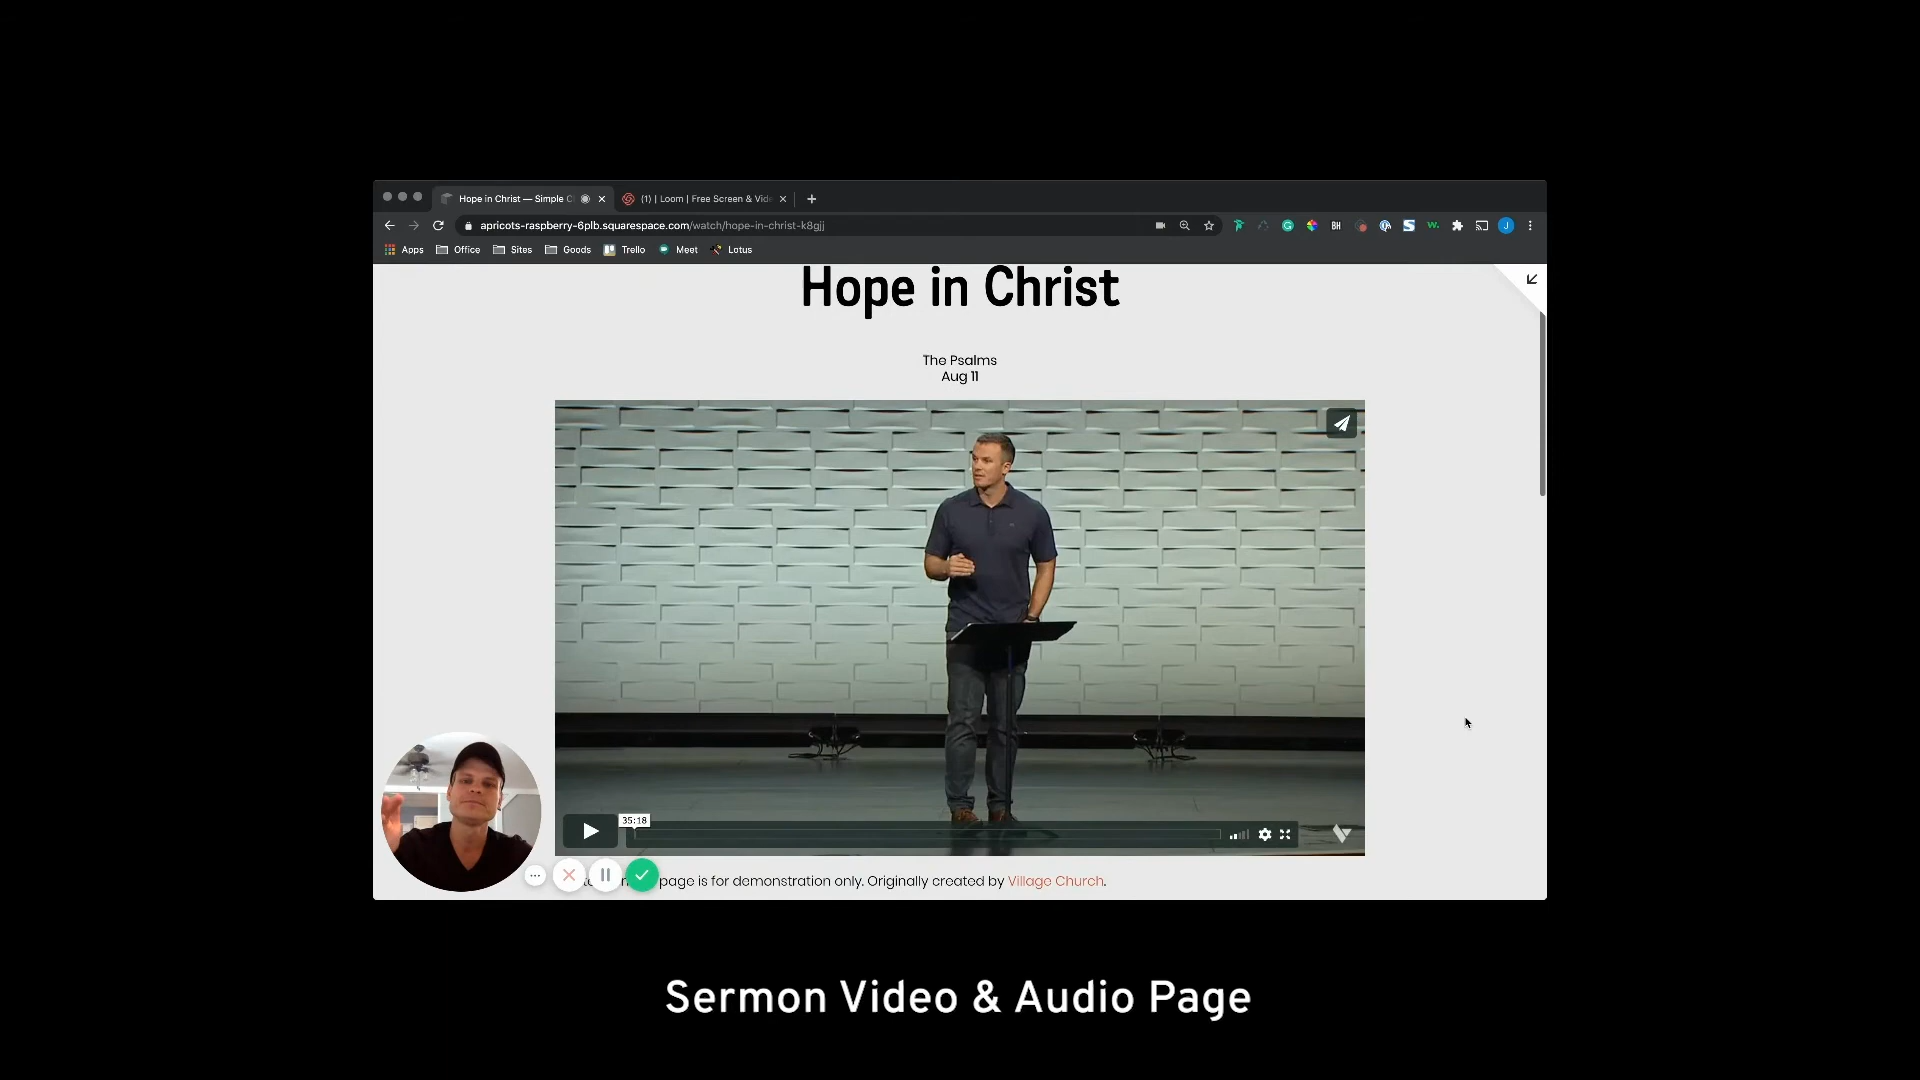 Hope in Christ — Simple C
(1) | Loom | Free Screen & Vide
apricots-raspberry-6plb.squarespace.com/watch/hope-in-christ-k8gjj
BH
J
Apps Office Sites Goods Trello Meet Lotus
Hope in Christ
The Psalms
Aug 11
35:18
page is for demonstration only. Originally created by Village Church.
Sermon Video & Audio Page